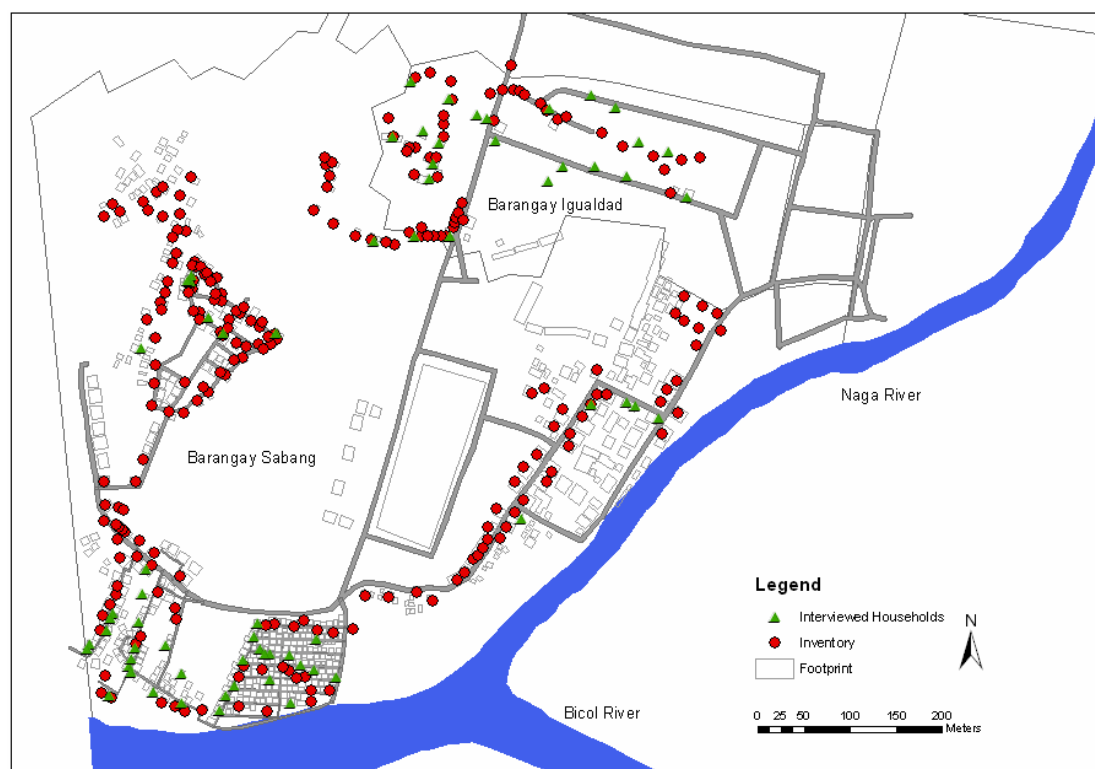 Barangay Igualdad
Naga River
Barangay Sabang
Legend
Interviewed Households
Inventory
Footprint
N
Bicol River
0 25 50 100 150 200
Meters